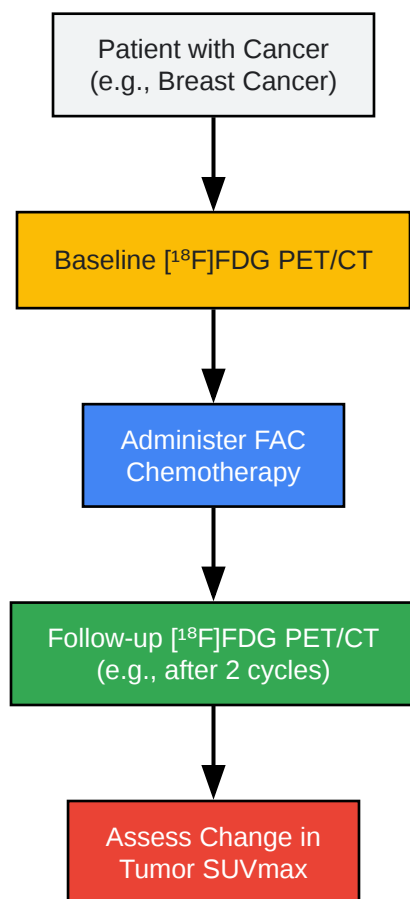 Patient with Cancer
(e.g., Breast Cancer)
Baseline [¹⁸F]FDG PET/CT
Administer FAC
Chemotherapy
Follow-up [¹⁸F]FDG PET/CT
(e.g., after 2 cycles)
Assess Change in
Tumor SUVmax